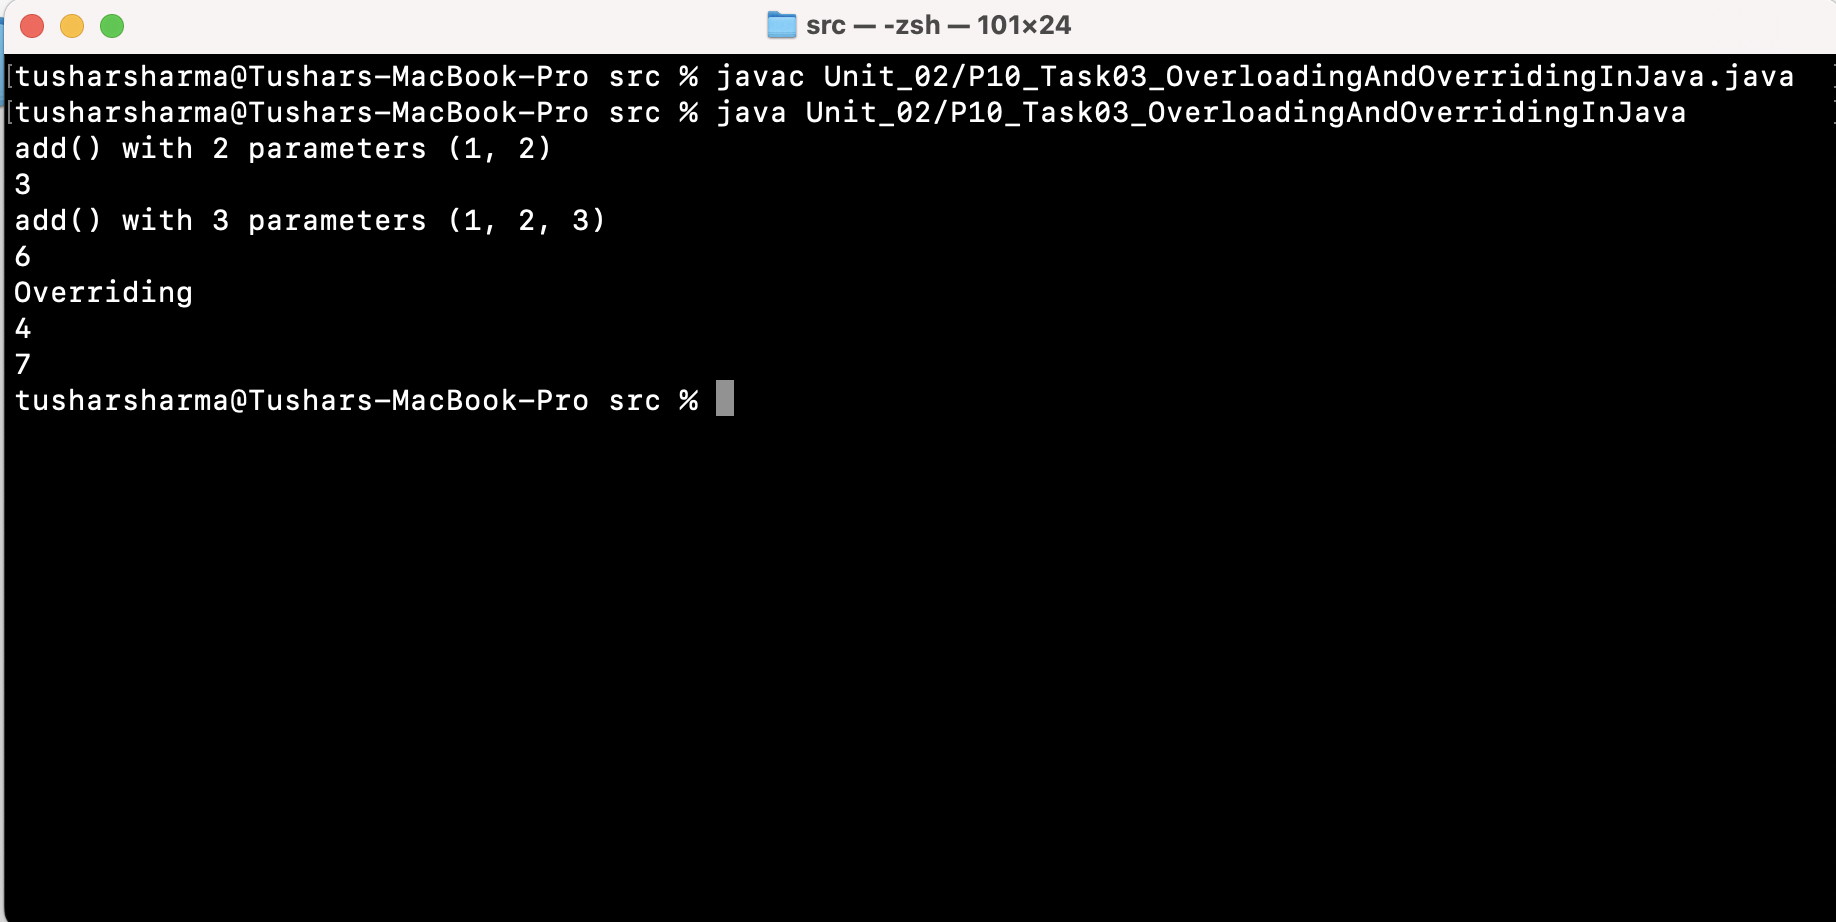 src — -zsh — 101×24
[tusharsharma@Tushars-MacBook-Pro src % javac Unit_02/P10_Task03_OverloadingAndOverridingInJava.java ]
[tusharsharma@Tushars-MacBook-Pro src % java Unit_02/P10_Task03_OverloadingAndOverridingInJava ]
add() with 2 parameters (1, 2)
3
add() with 3 parameters (1, 2, 3)
6
Overriding
4
7
tusharsharma@Tushars-MacBook-Pro src %